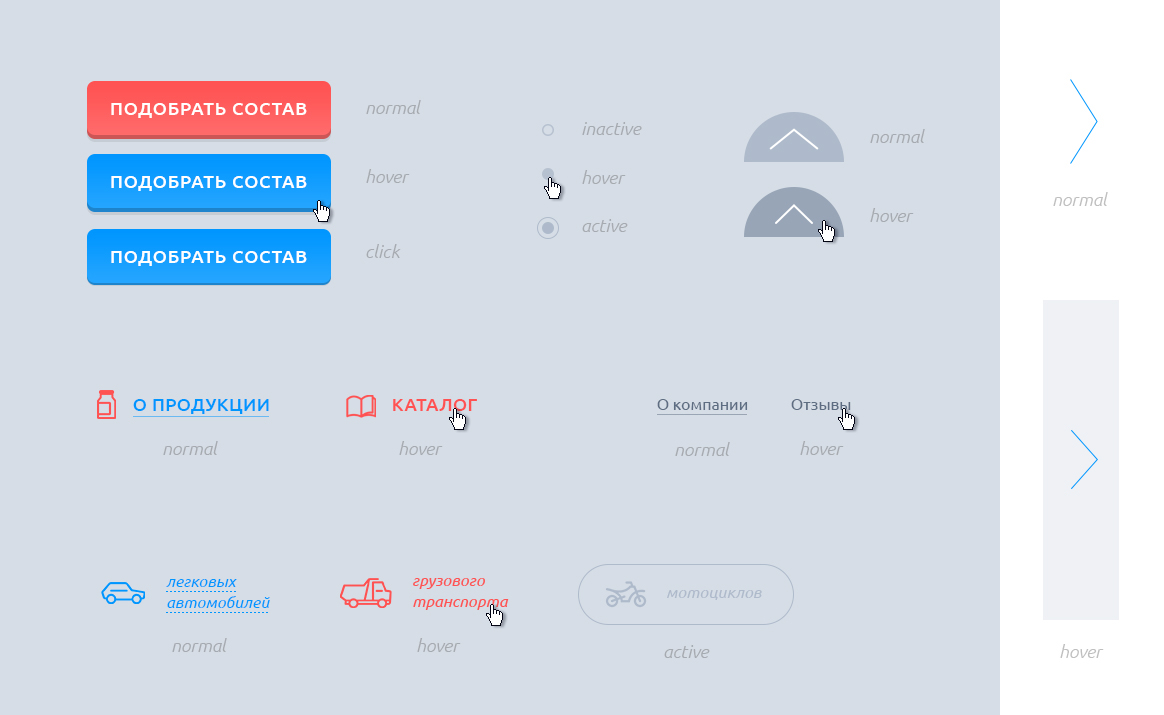 ПОДОБРАТЬ СОСТАВ
normal
ПОДОБРАТЬ СОСТАВ
hover
ПОДОБРАТЬ СОСТАВ
click
inactive
hover
active
normal
hover
normal
О ПРОДУКЦИИ
normal
КАТАЛОГ
hover
О компании
normal
Отзывы
hover
легковых
автомобилей
normal
грузового
транспорта
hover
мотоциклов
active
hover